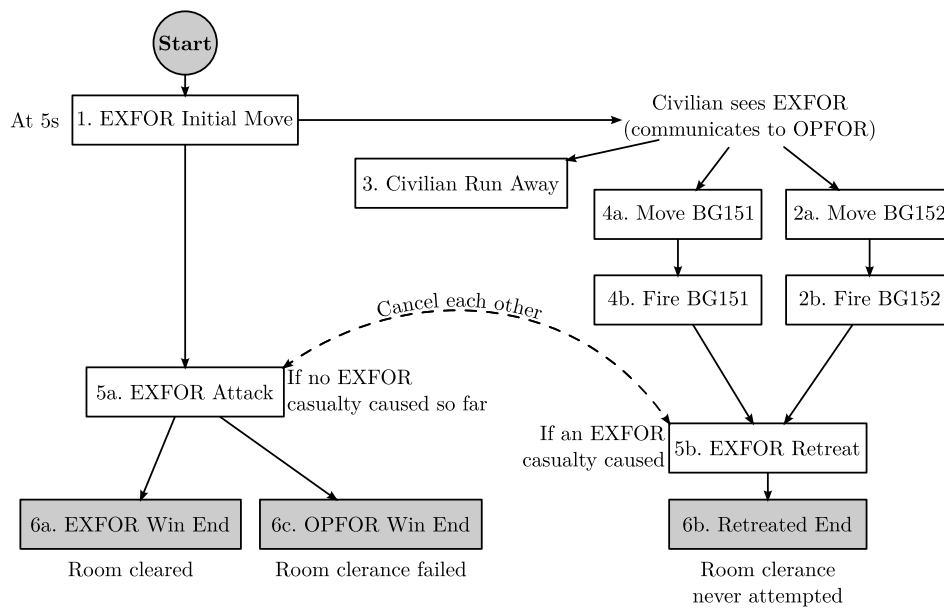 Start
At 5s
1. EXFOR Initial Move
Civilian sees EXFOR
(communicates to OPFOR)
3. Civilian Run Away
4a. Move BG151
2a. Move BG152
4b. Fire BG151
2b. Fire BG152
Cancel each other
5a. EXFOR Attack
If no EXFOR
casualty caused so far
If an EXFOR
casualty caused
5b. EXFOR Retreat
6a. EXFOR Win End
6c. OPFOR Win End
6b. Retreated End
Room cleared
Room clerance failed
Room clerance
never attempted